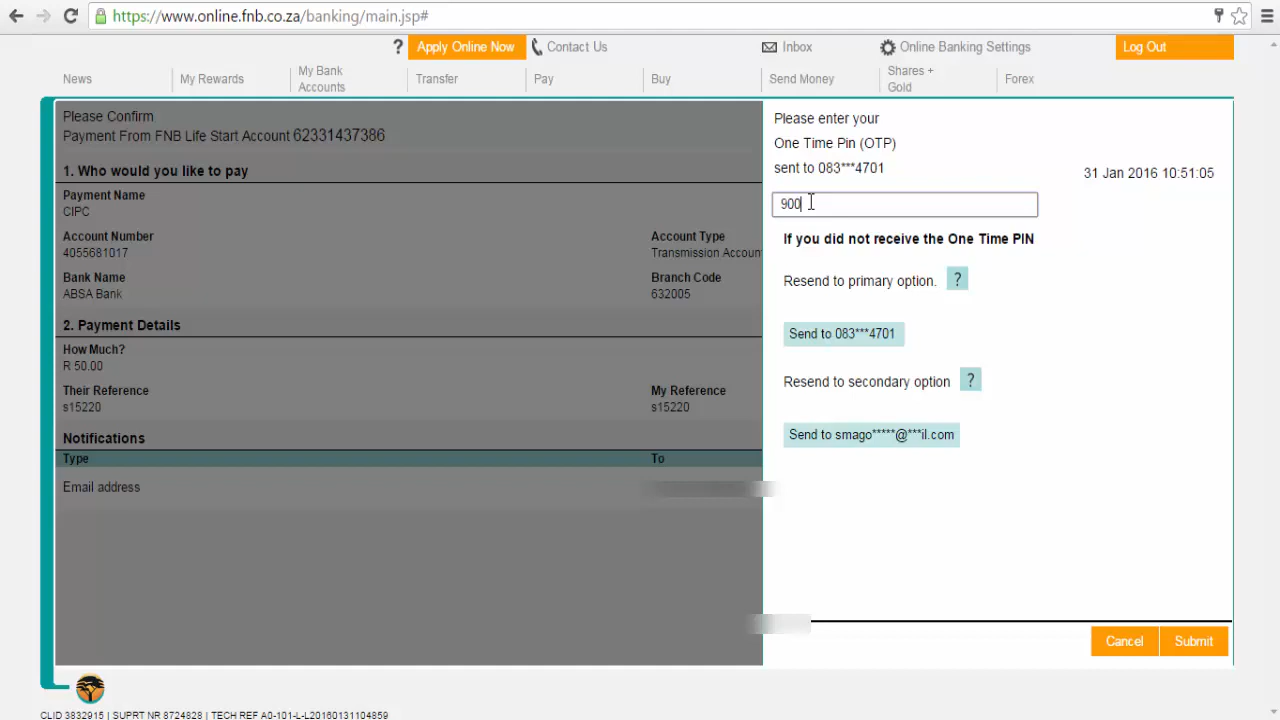 https://www.online.fnb.co.za/banking/main.jsp#
? Apply Online Now Contact Us Inbox Online Banking Settings Log Out
News My Rewards My Bank Accounts Transfer Pay Buy Send Money Shares + Gold Forex
Please Confirm
Payment From FNB Life Start Account 62331437386
1. Who would you like to pay
Payment Name
CIPC
Account Number Account Type
4055681017 Transmission Accoun
Bank Name Branch Code
ABSA Bank 632005
2. Payment Details
How Much?
R 50.00
Their Reference My Reference
s15220 s15220
Notifications
Type To
Email address
Please enter your
One Time Pin (OTP)
sent to 083***4701
31 Jan 2016 10:51:05
900
If you did not receive the One Time PIN
Resend to primary option. ?
Send to 083***4701
Resend to secondary option ?
Send to smago*****@***il.com
Cancel Submit
CLID 3832915 | SUPRT NR 8724828 | TECH REF A0-101-L-L20160131104859